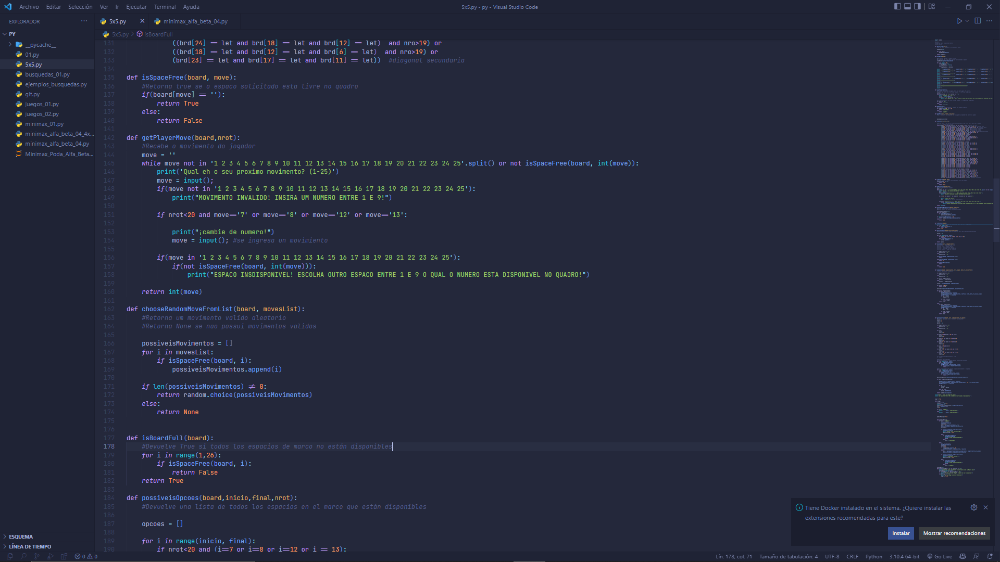 Archivo Editar Selección Ver Ir Ejecutar Terminal Ayuda
5x5.py - py - Visual Studio Code
EXPLORADOR
PY
__pycache__
01.py
5x5.py
busquedas_01.py
ejemplos_busquedas.py
git.py
juegos_01.py
juegos_02.py
minimax_01.py
minimax_alfa_beta_04_4x...
minimax_alfa_beta_04.py
Minimax_Poda_Alfa_Beta...
ESQUEMA
LÍNEA DE TIEMPO
5x5.py minimax_alfa_beta_04.py
5x5.py > isBoardFull
131 ((brd[24] == let and brd[18] == let and brd[12] == let)  and nro>19) or
132 ((brd[18] == let and brd[12] == let and brd[6] == let)  and nro>19) or
133 (brd[23] == let and brd[17] == let and brd[11] == let))  #diagonal secundaria
134
135 def isSpaceFree(board, move):
136 #Retorna true se o espaco solicitado esta livre no quadro
137 if(board[move] == ''):
138 return True
139 else:
140 return False
141
142 def getPlayerMove(board,nrot):
143 #Recebe o movimento do jogador
144 move = ''
145 while move not in '1 2 3 4 5 6 7 8 9 10 11 12 13 14 15 16 17 18 19 20 21 22 23 24 25'.split() or not isSpaceFree(board, int(move)):
146 print('Qual eh o seu proximo movimento? (1-25)')
147 move = input();
148 if(move not in '1 2 3 4 5 6 7 8 9 10 11 12 13 14 15 16 17 18 19 20 21 22 23 24 25'):
149 print("MOVIMENTO INVALIDO! INSIRA UM NUMERO ENTRE 1 E 9!")
150
151 if nrot<20 and move=='7' or move=='8' or move=='12' or move=='13':
152
153 print("¡cambie de numero!")
154 move = input(); #se ingresa un movimiento
155
156 if(move in '1 2 3 4 5 6 7 8 9 10 11 12 13 14 15 16 17 18 19 20 21 22 23 24 25'):
157 if(not isSpaceFree(board, int(move))):
158 print("ESPACO INSDISPONIVEL! ESCOLHA OUTRO ESPACO ENTRE 1 E 9 O QUAL O NUMERO ESTA DISPONIVEL NO QUADRO!")
159
160 return int(move)
161
162 def chooseRandomMoveFromList(board, movesList):
163 #Retorna um movimento valido aleatorio
164 #Retorna None se nao possui movimentos validos
165
166 possiveisMovimentos = []
167 for i in movesList:
168 if isSpaceFree(board, i):
169 possiveisMovimentos.append(i)
170
171 if len(possiveisMovimentos) != 0:
172 return random.choice(possiveisMovimentos)
173 else:
174 return None
175
176
177 def isBoardFull(board):
178 #Devuelve True si todos los espacios de marco no están disponibles
179 for i in range(1,26):
180 if isSpaceFree(board, i):
181 return False
182 return True
183
184 def possiveisOpcoes(board,inicio,final,nrot):
185 #Devuelve una lista de todos los espacios en el marco que están disponibles
186
187 opcoes = []
188
189 for i in range(inicio, final):
190 if nrot<20 and (i==7 or i==8 or i==12 or i == 13):
Tiene Docker instalado en el sistema. ¿Quiere instalar las
extensiones recomendadas para este?
Instalar Mostrar recomendaciones
0 0 Lín. 178, col. 71 Tamaño de tabulación: 4 UTF-8 CRLF Python 3.10.4 64-bit Go Live